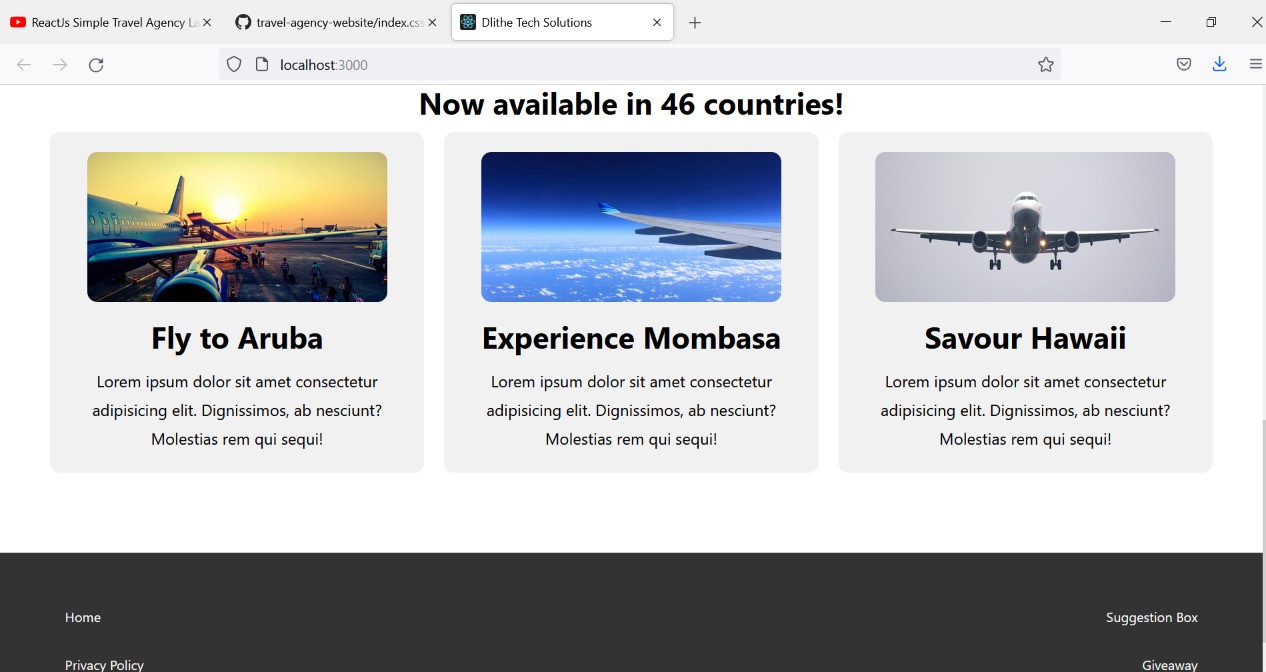 ReactJs Simple Travel Agency La
travel-agency-website/index.css
Dlithe Tech Solutions
localhost:3000
Now available in 46 countries!
Fly to Aruba
Lorem ipsum dolor sit amet consectetur
adipisicing elit. Dignissimos, ab nesciunt?
Molestias rem qui sequi!
Experience Mombasa
Lorem ipsum dolor sit amet consectetur
adipisicing elit. Dignissimos, ab nesciunt?
Molestias rem qui sequi!
Savour Hawaii
Lorem ipsum dolor sit amet consectetur
adipisicing elit. Dignissimos, ab nesciunt?
Molestias rem qui sequi!
Home
Suggestion Box
Privacy Policy
Giveaway